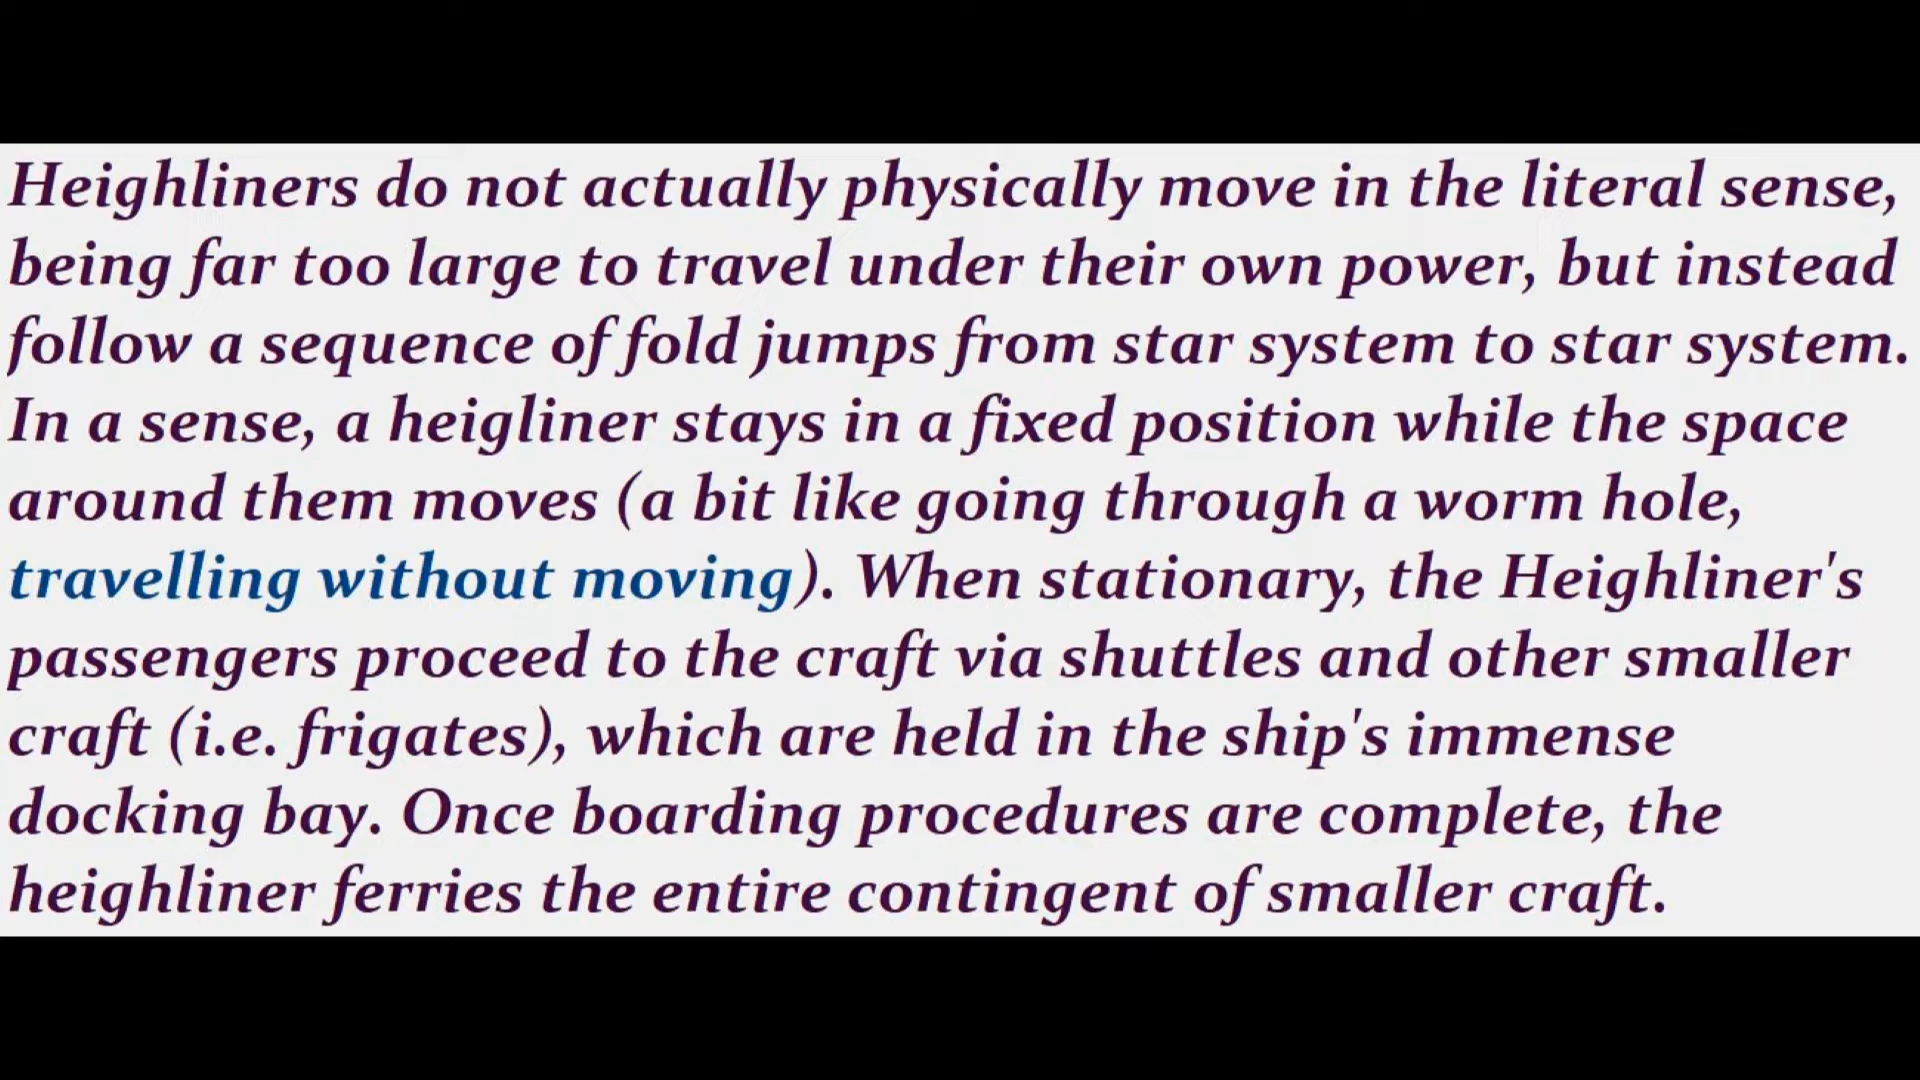 Heighliners do not actually physically move in the literal sense,
being far too large to travel under their own power, but instead
follow a sequence of fold jumps from star system to star system.
In a sense, a heigliner stays in a fixed position while the space
around them moves (a bit like going through a worm hole,
travelling without moving). When stationary, the Heighliner's
passengers proceed to the craft via shuttles and other smaller
craft (i.e. frigates), which are held in the ship's immense
docking bay. Once boarding procedures are complete, the
heighliner ferries the entire contingent of smaller craft.